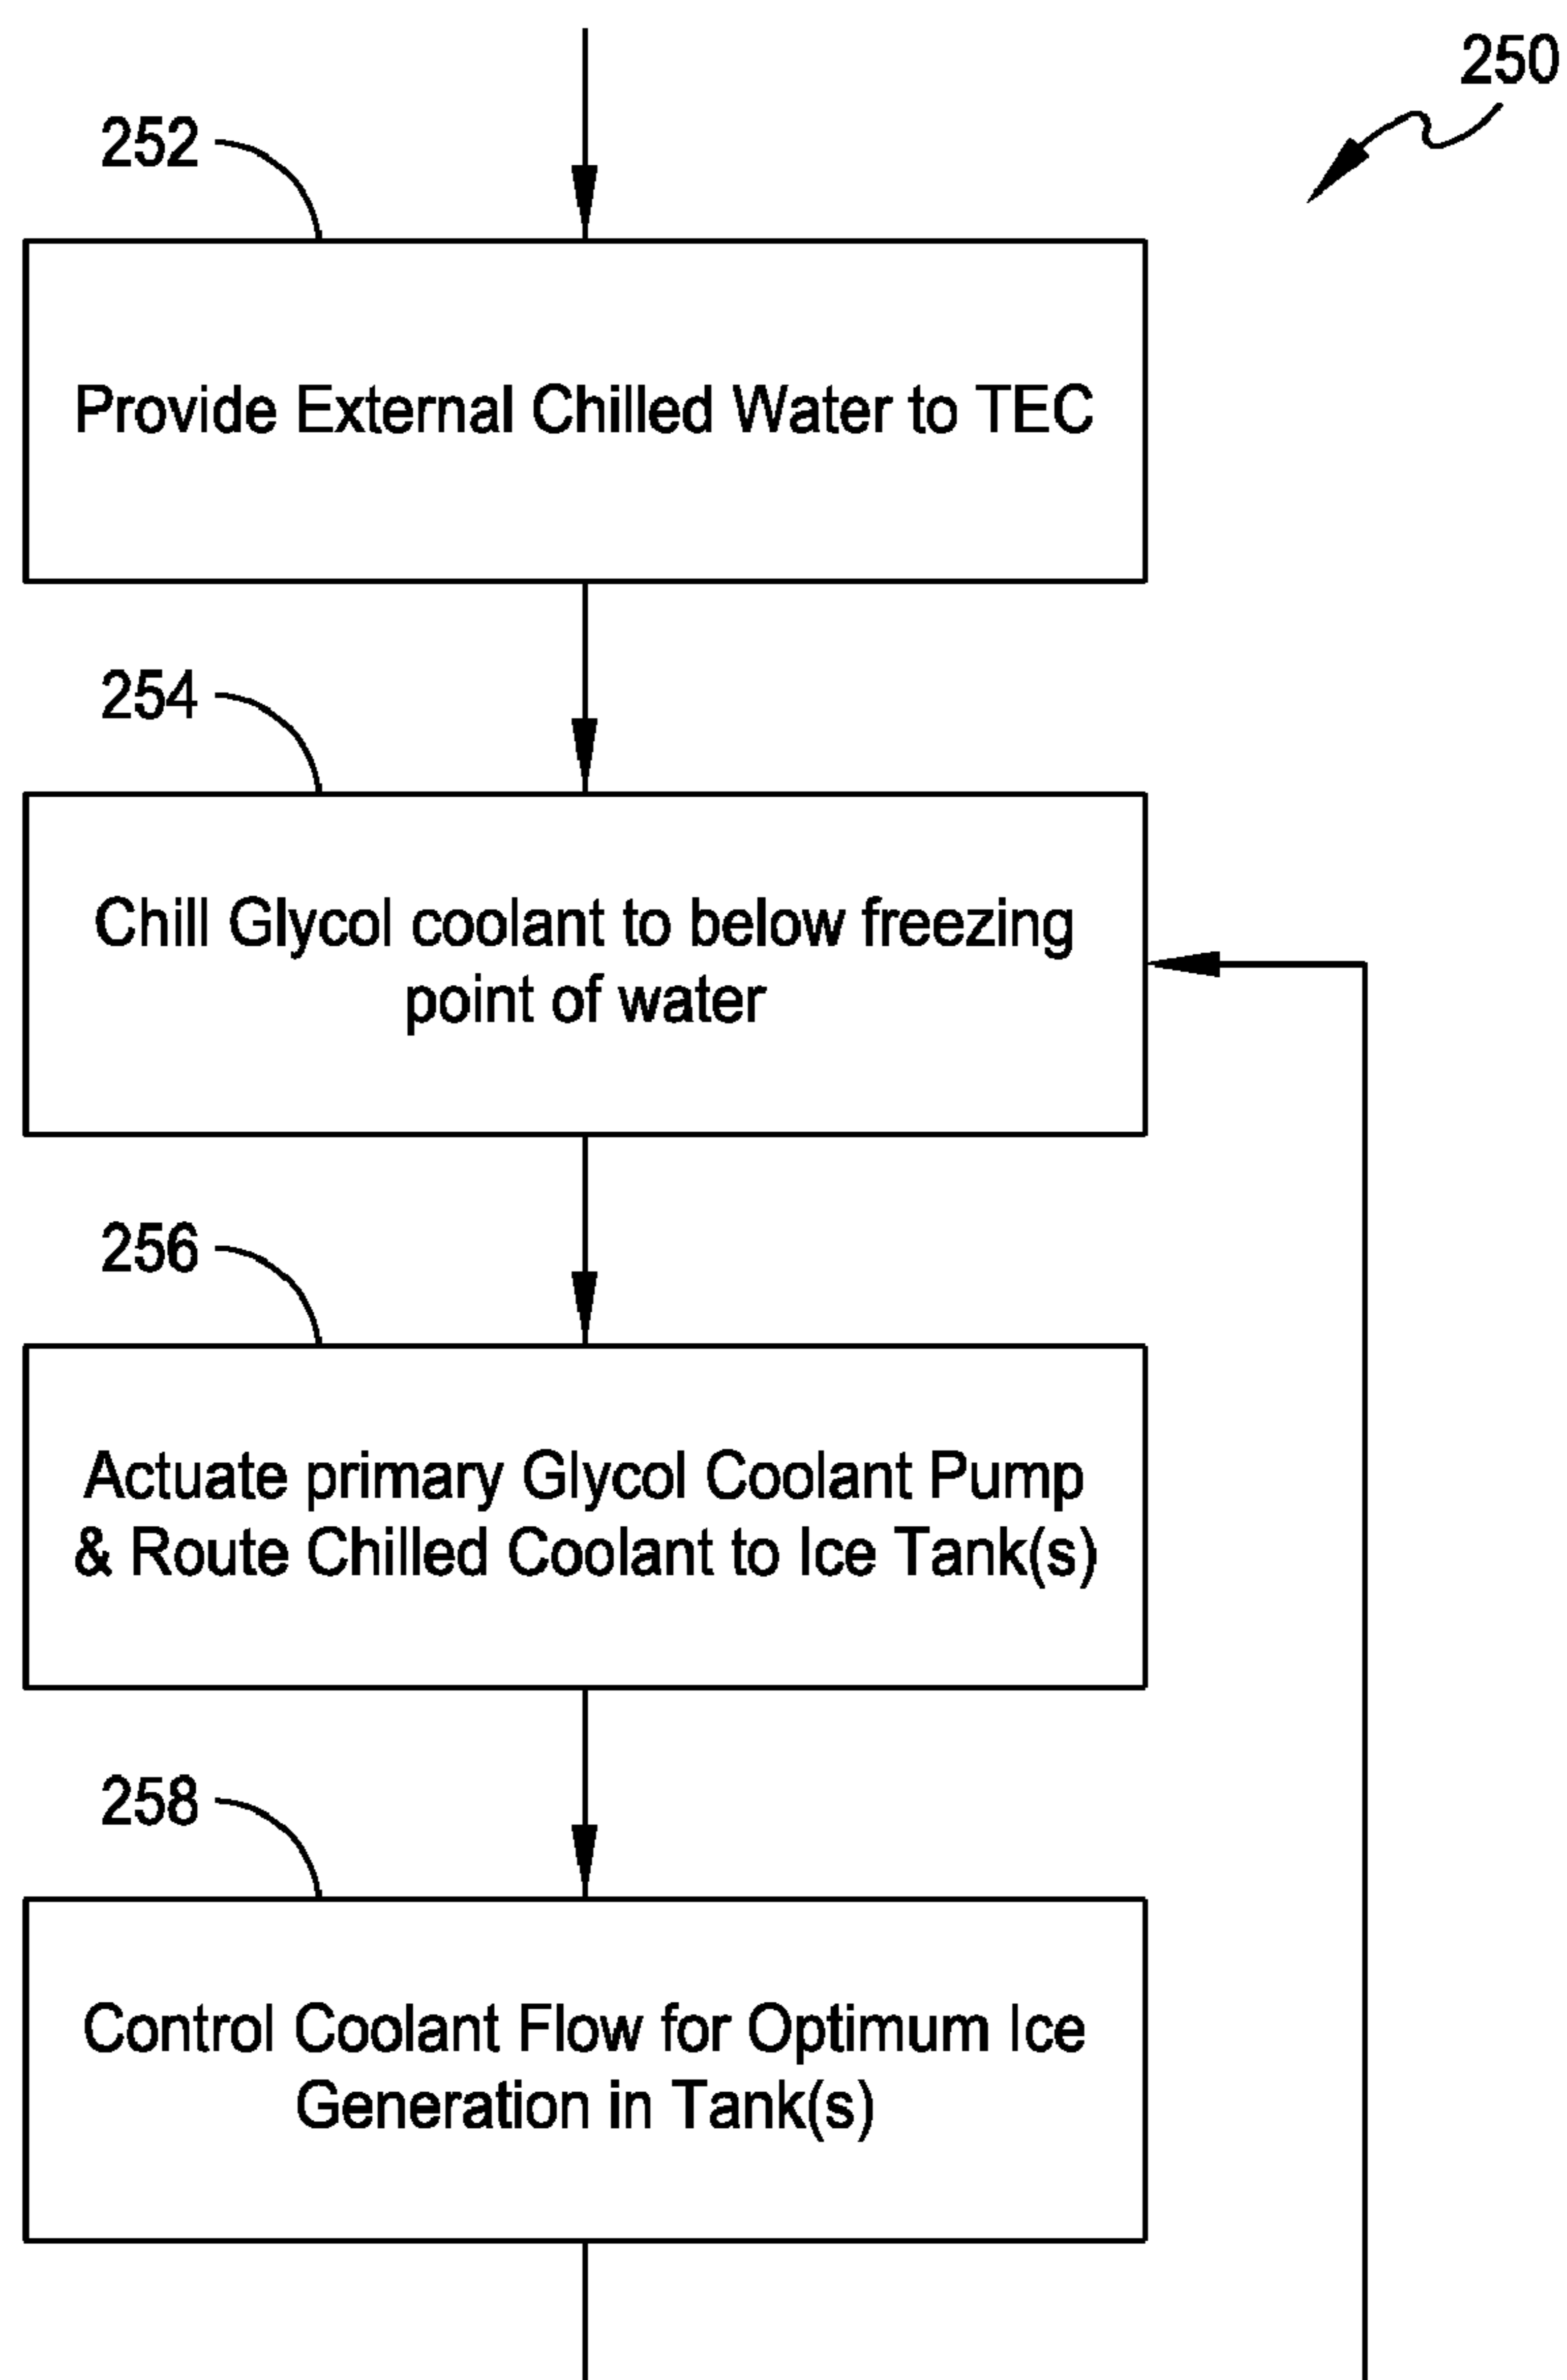 250
252
Provide External Chilled Water to TEC
254
Chill Glycol coolant to below freezing
point of water
256
Actuate primary Glycol Coolant Pump
& Route Chilled Coolant to Ice Tank(s)
258
Control Coolant Flow for Optimum Ice
Generation in Tank(s)